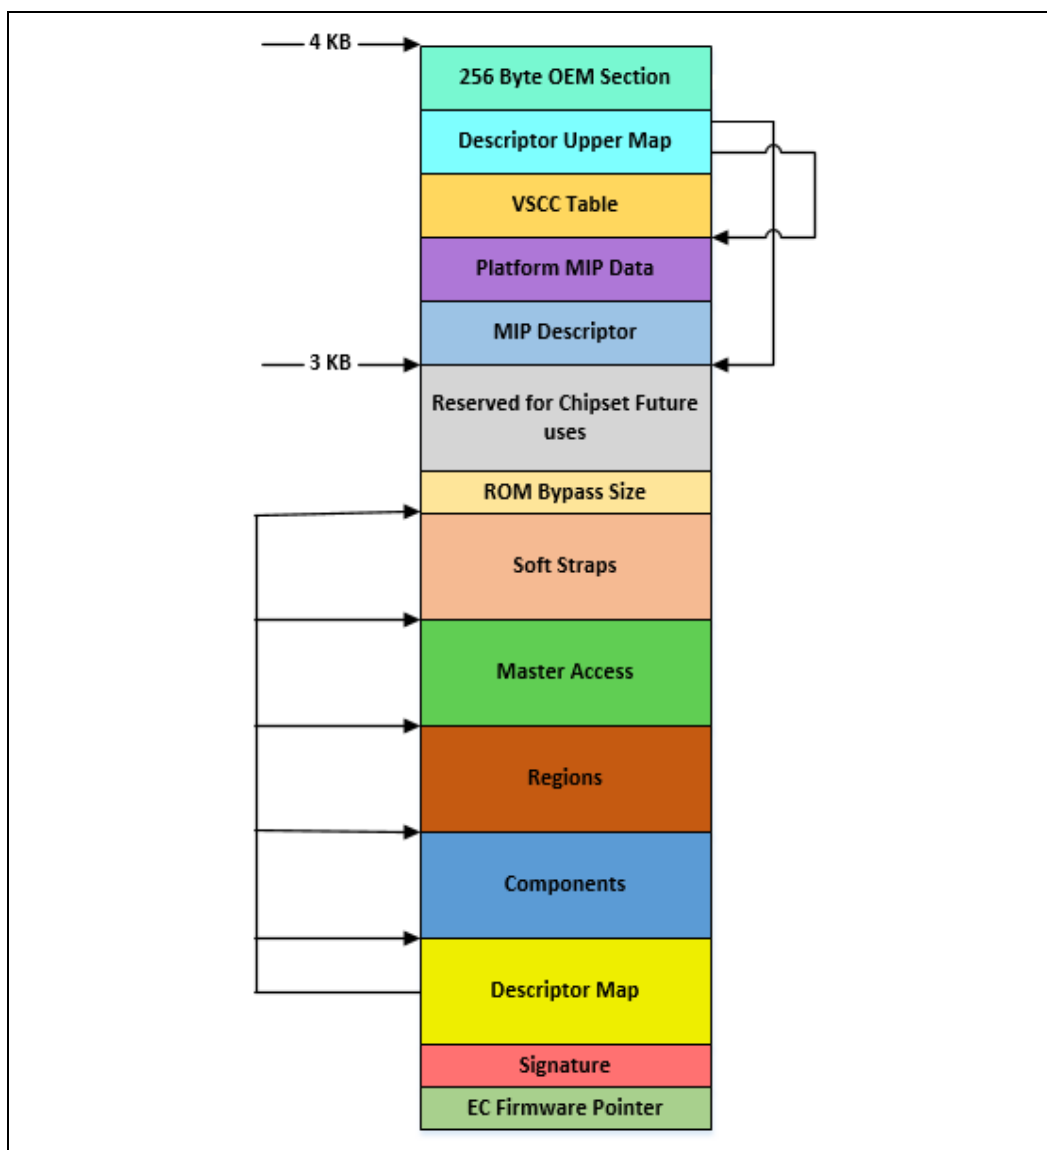 4 KB
256 Byte OEM Section
Descriptor Upper Map
VSCC Table
Platform MIP Data
MIP Descriptor
3 KB
Reserved for Chipset Future
uses
ROM Bypass Size
Soft Straps
Master Access
Regions
Components
Descriptor Map
Signature
EC Firmware Pointer